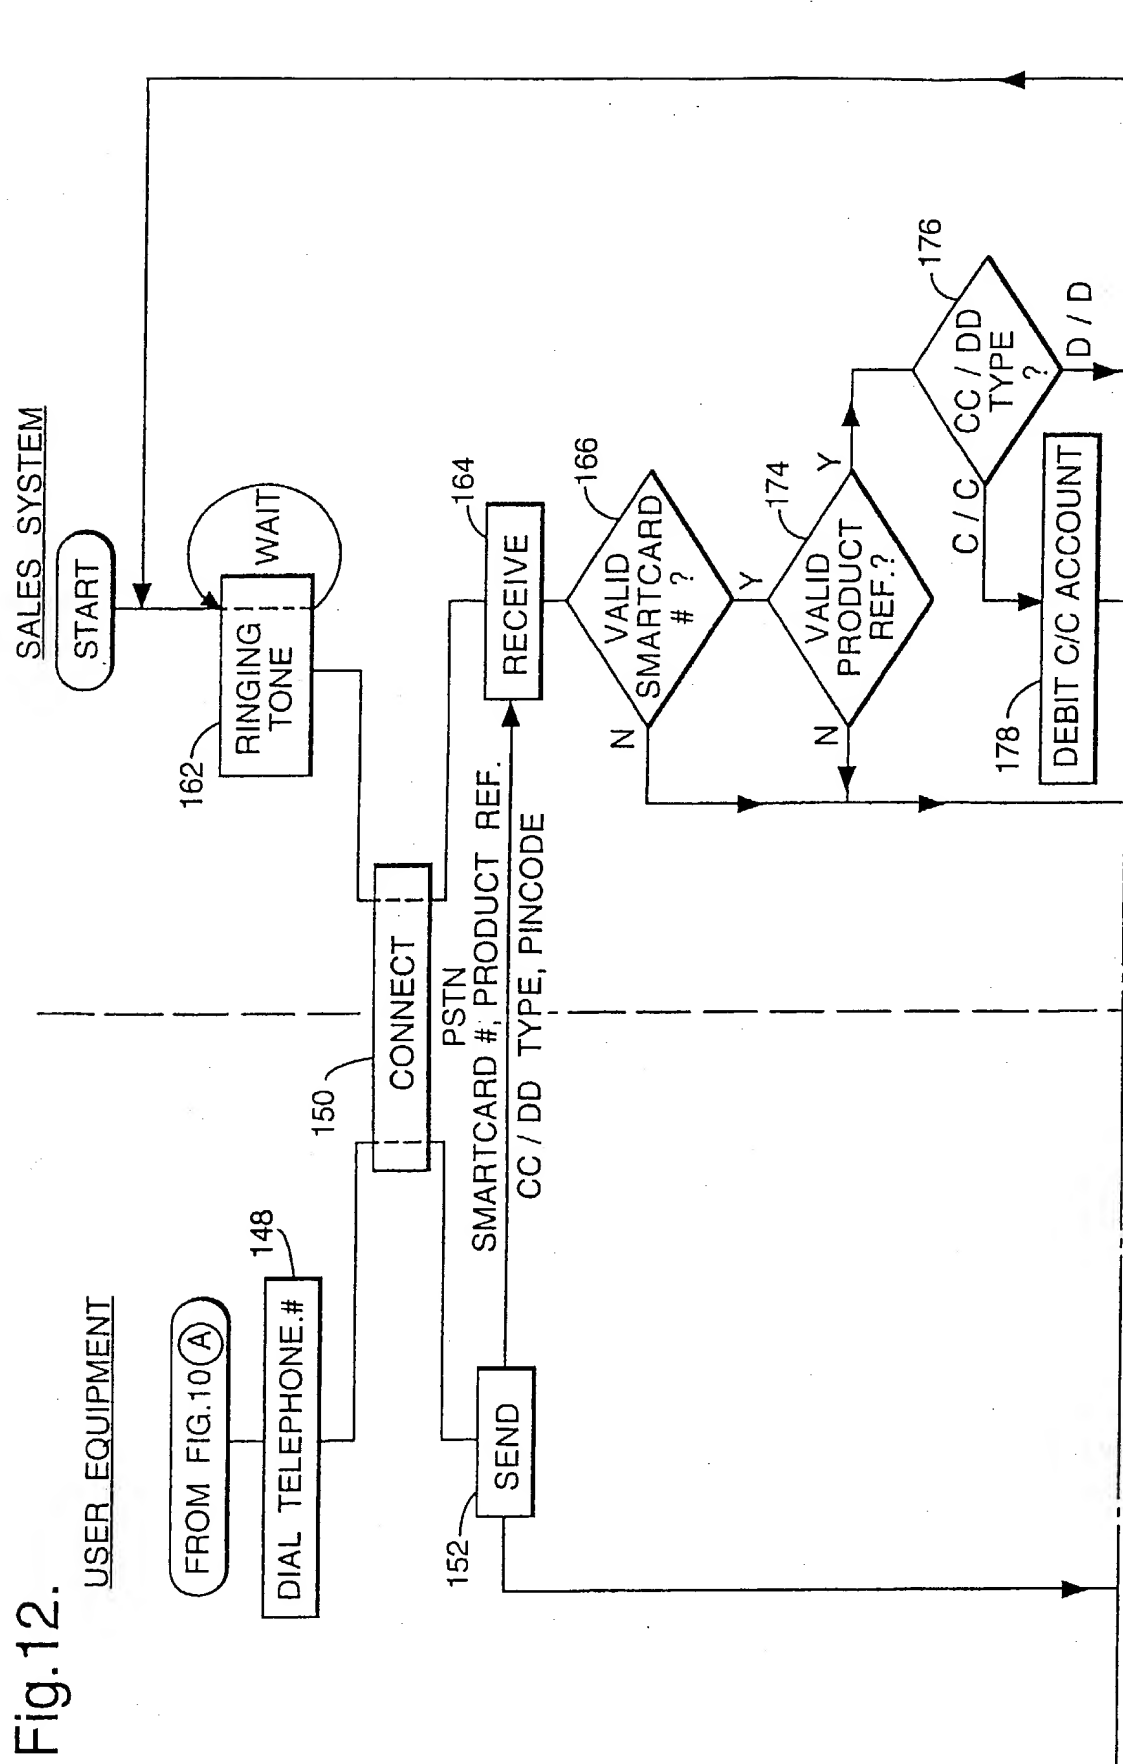 Fig.12.
USER EQUIPMENT
SALES SYSTEM
FROM FIG.10 A
START
DIAL TELEPHONE.#
148
162
RINGING
TONE
WAIT
150
CONNECT
PSTN
SMARTCARD #, PRODUCT REF.
CC / DD TYPE, PINCODE
152
SEND
RECEIVE
164
VALID
SMARTCARD
# ?
166
N
Y
VALID
PRODUCT
REF.?
174
N
Y
CC / DD
TYPE
?
176
C / C
D / D
178
DEBIT C/C ACCOUNT